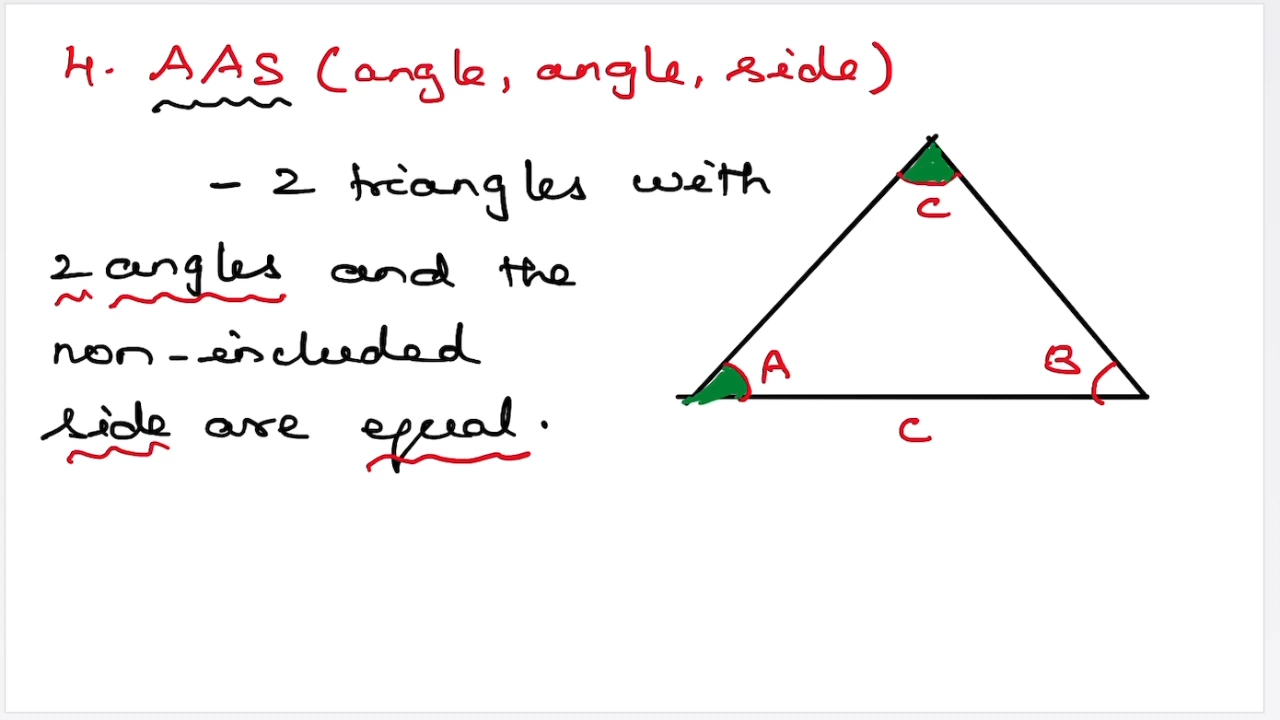 4. AAS (angle, angle, side)
- 2 triangles with
2 angles and the
non-included
side are equal.
C
A
B
C